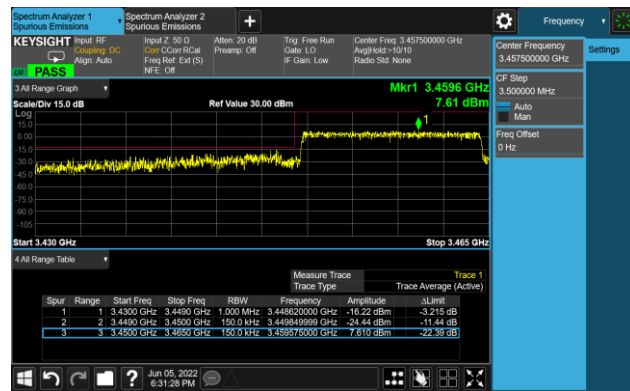 Spectrum Analyzer 1
Spurious Emissions
Spectrum Analyzer 2
Spurious Emissions
+
Frequency
KEYSIGHT
Input: RF
Coupling: DC
Align: Auto
Input Z: 50 Ω
Corr CCorr RCal
Freq Ref: Ext (S)
NFE: Off
Atten: 20 dB
Preamp: Off
Trig: Free Run
Gate: LO
IF Gain: Low
Center Freq: 3.457500000 GHz
Avg|Hold:>10/10
Radio Std: None
PASS
Center Frequency
3.457500000 GHz
Settings
CF Step
3.500000 MHz
Auto
Man
Freq Offset
0 Hz
3 All Range Graph
Mkr1 3.4596 GHz
Scale/Div 15.0 dB
Ref Value 30.00 dBm
7.61 dBm
Log
15.0
0.00
-15.0
-30.0
-45.0
-60.0
-75.0
-90.0
-105
1
Start 3.430 GHz
Stop 3.465 GHz
4 All Range Table
Measure Trace Trace 1
Trace Type Trace Average (Active)
Spur Range Start Freq Stop Freq RBW Frequency Amplitude ΔLimit
1 1 3.4300 GHz 3.4490 GHz 1.000 MHz 3.448620000 GHz -16.22 dBm -3.215 dB
2 2 3.4490 GHz 3.4500 GHz 150.0 kHz 3.449849999 GHz -24.44 dBm -11.44 dB
3 3 3.4500 GHz 3.4650 GHz 150.0 kHz 3.459575000 GHz 7.610 dBm -22.39 dB
?
Jun 05, 2022
6:31:28 PM